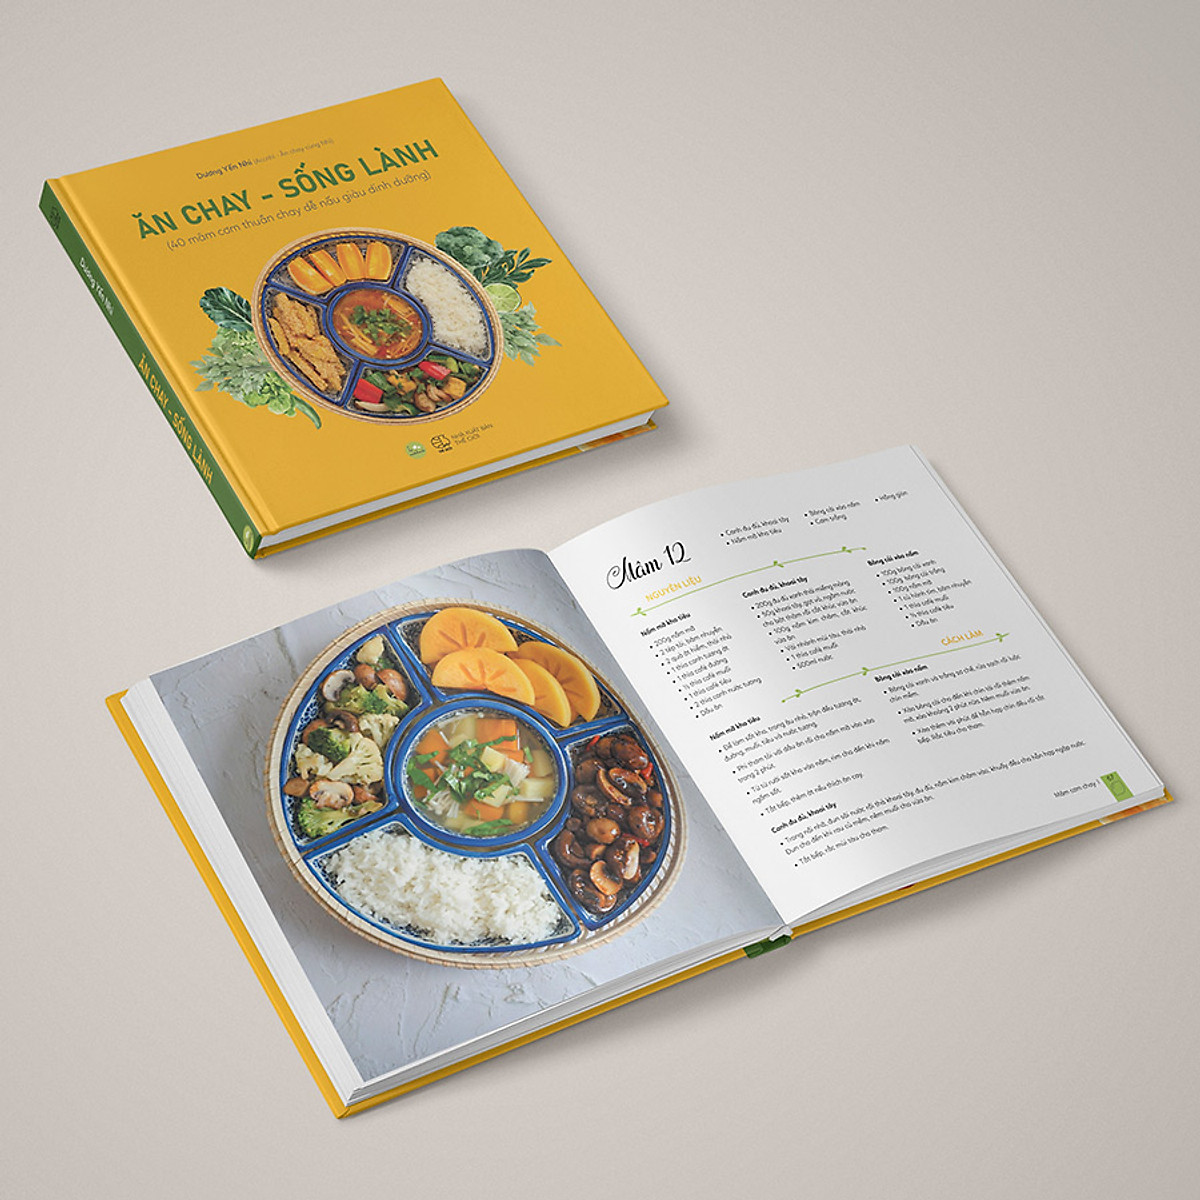 Dương Yến Nhi (Acoshi - Ăn chay cùng Nhi)
ĂN CHAY - SỐNG LÀNH
(40 mâm cơm thuần chay dễ nấu giàu dinh dưỡng)
NHÀ XUẤT BẢN
THẾ GIỚI
Dương Yến Nhi
ĂN CHAY - SỐNG LÀNH
Mâm 12
• Canh đu đủ, khoai tây
• Nấm mỡ kho tiêu
• Bông cải xào nấm
• Cơm trắng
• Hồng giòn
NGUYÊN LIỆU
Nấm mỡ kho tiêu
• 200g nấm mỡ
• 2 tép tỏi, băm nhuyễn
• 2 quả ớt hiểm, thái nhỏ
• 1 thìa canh tương ớt
• 1 thìa café đường
• ½ thìa café muối
• 1 thìa café tiêu
• 2 thìa canh nước tương
• Dầu ăn
Canh đu đủ, khoai tây
• 200g đu đủ xanh thái miếng mỏng
• 50g khoai tây gọt vỏ, ngâm nước
cho bớt thâm rồi cắt khúc vừa ăn
• 100g nấm kim châm, cắt khúc
vừa ăn
• Vài nhánh mùi tàu, thái nhỏ
• 1 thìa café muối
• 500ml nước
Bông cải xào nấm
• 100g bông cải xanh
• 100g bông cải trắng
• 100g nấm mỡ
• 1 củ hành tím, băm nhuyễn
• 1 thìa café muối
• ½ thìa café tiêu
• Dầu ăn
CÁCH LÀM
Nấm mỡ kho tiêu
• Để làm sốt kho, trong âu nhỏ, trộn đều tương ớt,
đường, muối, tiêu và nước tương.
• Phi thơm tỏi với dầu ăn rồi cho nấm mỡ vào xào
trong 2 phút.
• Từ từ rưới sốt kho vào nấm, rim cho đến khi nấm
ngấm sốt.
• Tắt bếp, thêm ớt nếu thích ăn cay.
Canh đu đủ, khoai tây
• Trong nồi nhỏ, đun sôi nước rồi thả khoai tây, đu đủ, nấm kim châm vào, khuấy đều cho hỗn hợp ngập nước.
Đun cho đến khi rau củ mềm, nêm muối cho vừa ăn.
• Tắt bếp, rắc mùi tàu cho thơm.
Bông cải xào nấm
• Bông cải xanh và trắng sơ chế, rửa sạch rồi luộc
chín mềm.
• Xào bông cải cho đến khi chín tới rồi thêm nấm
mỡ, xào khoảng 2 phút nữa, thêm muối vừa ăn.
• Xào thêm vài phút để hỗn hợp chín đều rồi tắt
bếp. Rắc tiêu cho thơm.
Mâm cơm chay